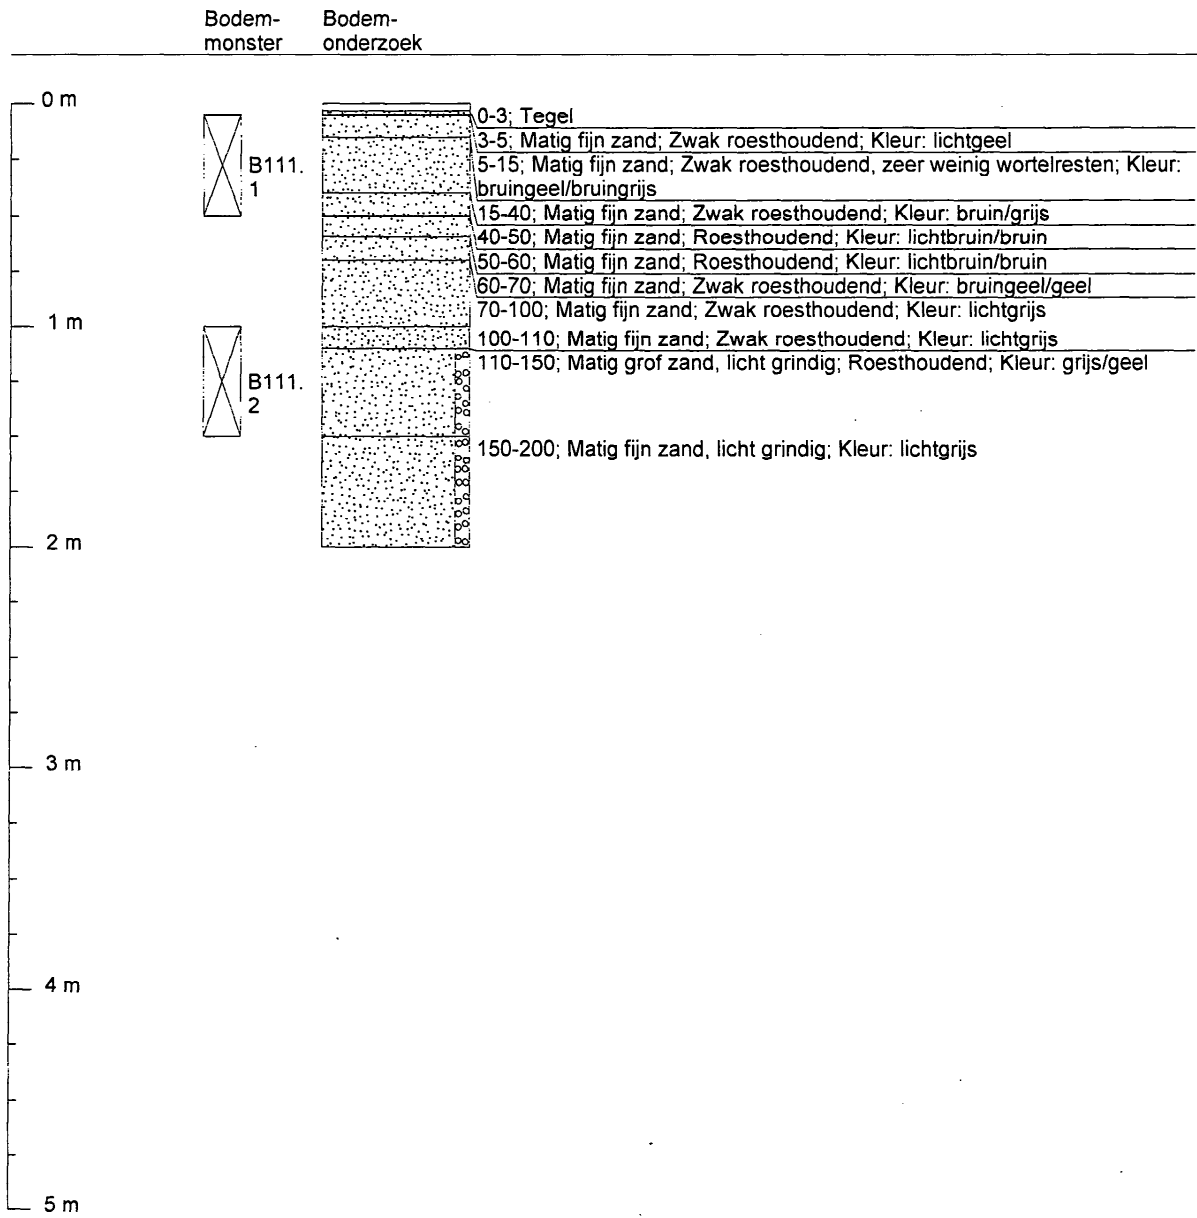 Bodem-
monster
Bodem-
onderzoek
0 m
B111.
1
0-3; Tegel
3-5; Matig fijn zand; Zwak roesthoudend; Kleur: lichtgeel
5-15; Matig fijn zand; Zwak roesthoudend, zeer weinig wortelresten; Kleur:
bruingeel/bruingrijs
15-40; Matig fijn zand; Zwak roesthoudend; Kleur: bruin/grijs
40-50; Matig fijn zand; Roesthoudend; Kleur: lichtbruin/bruin
50-60; Matig fijn zand; Roesthoudend; Kleur: lichtbruin/bruin
60-70; Matig fijn zand; Zwak roesthoudend; Kleur: bruingeel/geel
70-100; Matig fijn zand; Zwak roesthoudend; Kleur: lichtgrijs
1 m
100-110; Matig fijn zand; Zwak roesthoudend; Kleur: lichtgrijs
B111.
2
110-150; Matig grof zand, licht grindig; Roesthoudend; Kleur: grijs/geel
150-200; Matig fijn zand, licht grindig; Kleur: lichtgrijs
2 m
3 m
4 m
5 m